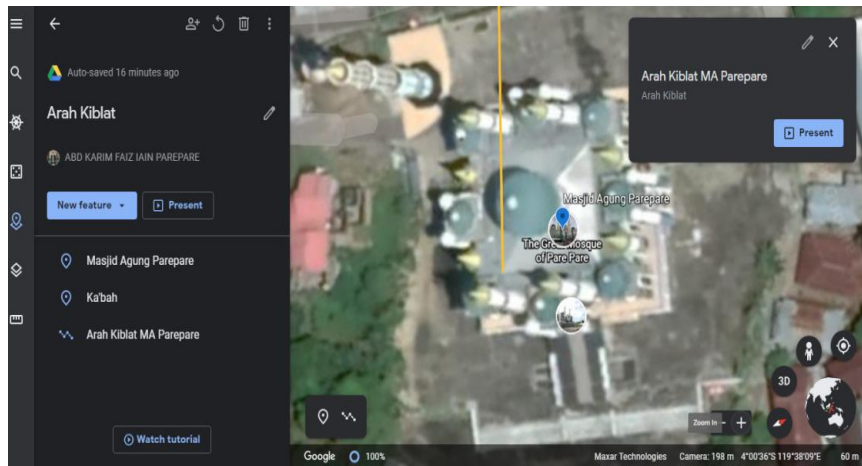 Auto-saved 16 minutes ago
Arah Kiblat
ABD KARIM FAIZ IAIN PAREPARE
New feature
Present
Masjid Agung Parepare
Ka'bah
Arah Kiblat MA Parepare
Watch tutorial
Arah Kiblat MA Parepare
Arah Kiblat
Present
Masjid Agung Parepare
The Great Mosque
of Pare Pare
3D
Zoom In
Google 100% Maxar Technologies Camera: 198 m 4°00'36"S 119°38'09"E 60 m